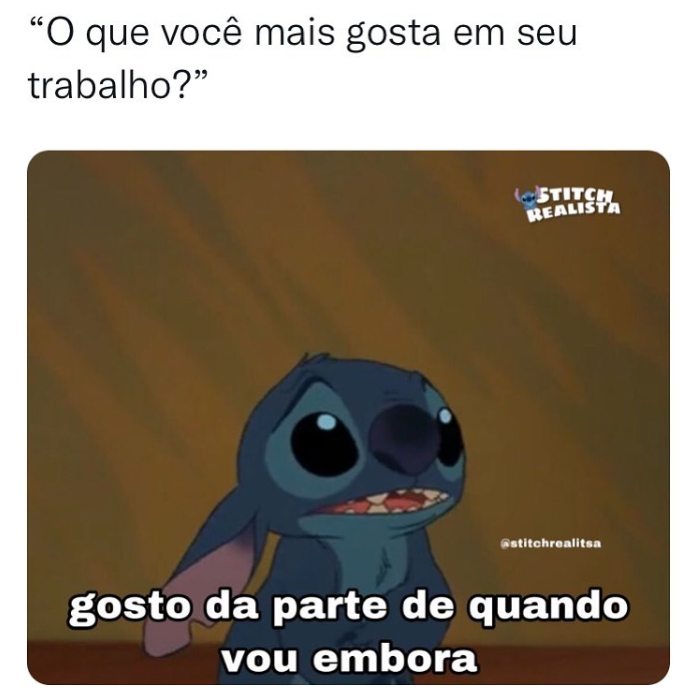 “O que você mais gosta em seu
trabalho?”
STITCH
REALISTA
@stitchrealitsa
gosto da parte de quando
vou embora